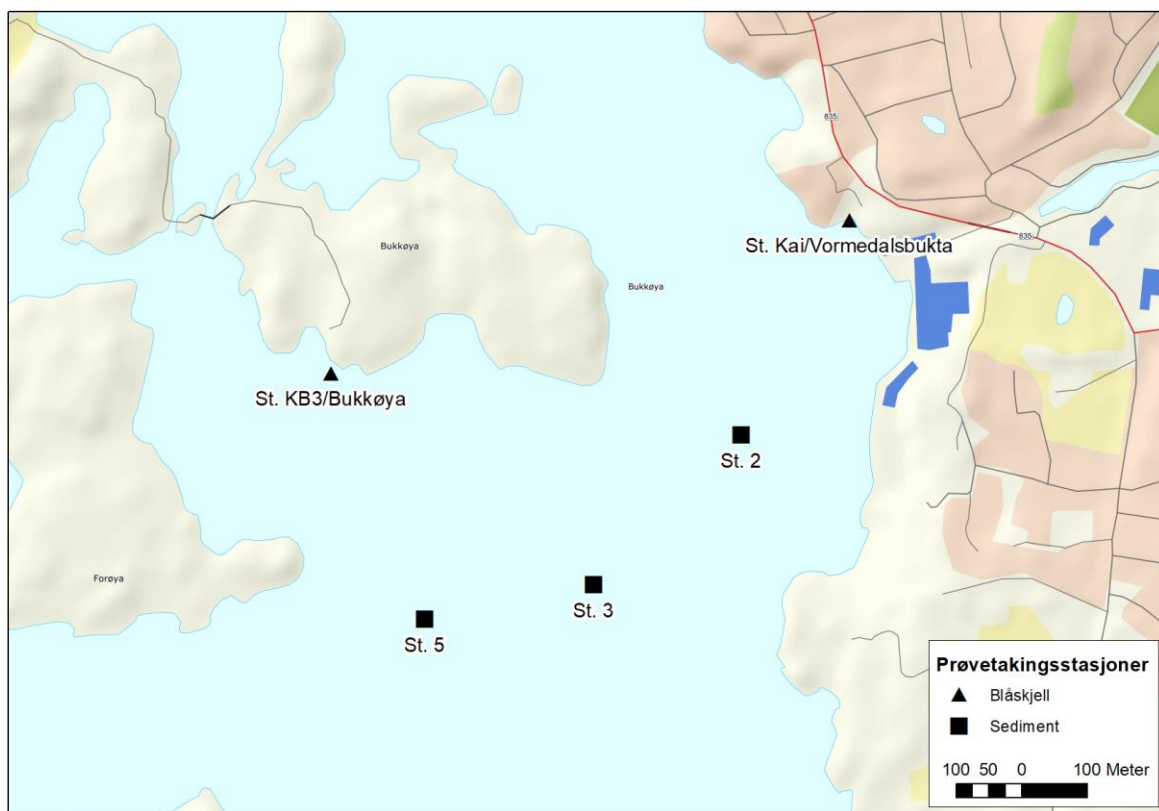 835
St. Kai/Vormedalsbukta
835
Bukkøya
Bukkøya
St. KB3/Bukkøya
St. 2
Forøya
St. 3
St. 5
Prøvetakingsstasjoner
Blåskjell
Sediment
100 50 0 100 Meter